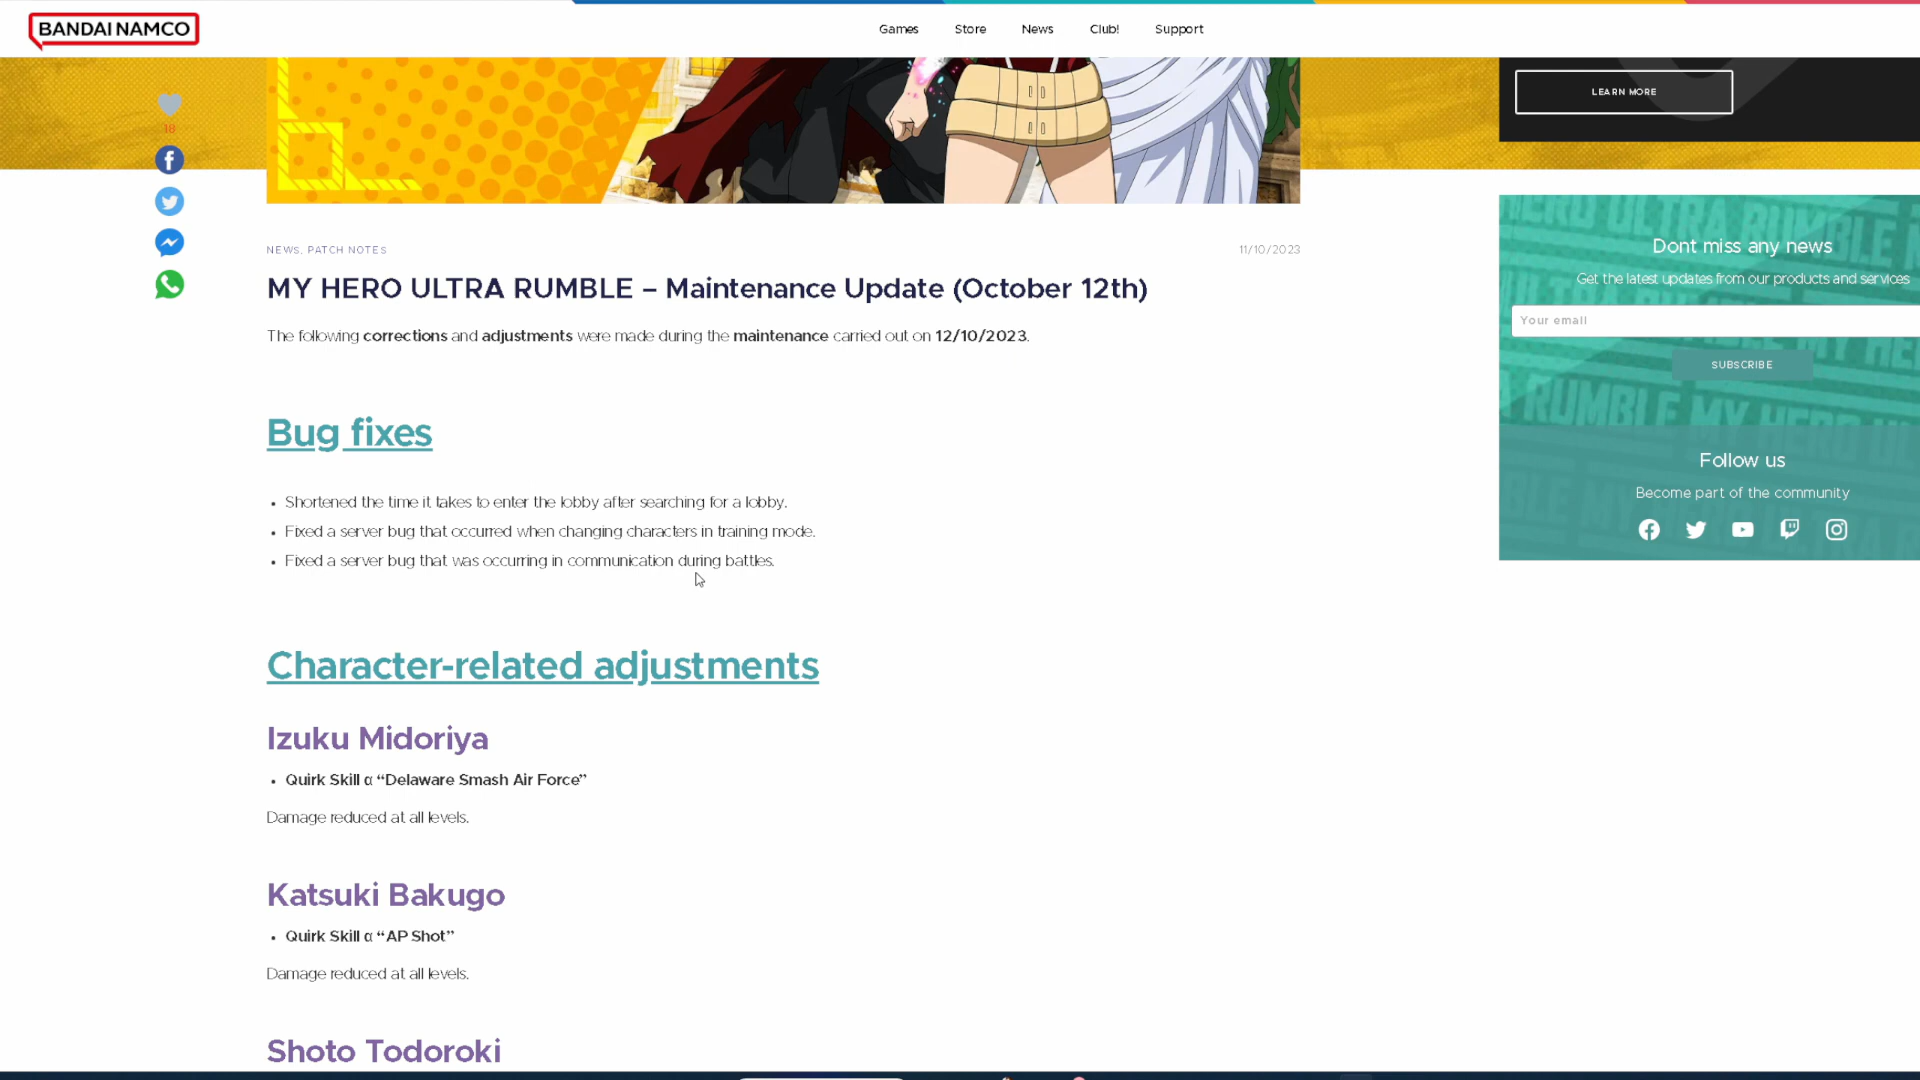 BANDAI NAMCO
Games
Store
News
Club!
Support
LEARN MORE
18
NEWS, PATCH NOTES
11/10/2023
MY HERO ULTRA RUMBLE – Maintenance Update (October 12th)
The following corrections and adjustments were made during the maintenance carried out on 12/10/2023.
Bug fixes
• Shortened the time it takes to enter the lobby after searching for a lobby.
• Fixed a server bug that occurred when changing characters in training mode.
• Fixed a server bug that was occurring in communication during battles.
Character-related adjustments
Izuku Midoriya
• Quirk Skill α “Delaware Smash Air Force”
Damage reduced at all levels.
Katsuki Bakugo
• Quirk Skill α “AP Shot”
Damage reduced at all levels.
Shoto Todoroki
Dont miss any news
Get the latest updates from our products and services
Your email
SUBSCRIBE
Follow us
Become part of the community